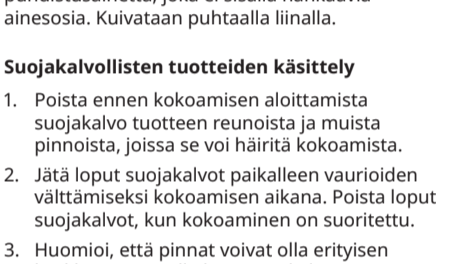 ainesosia. Kuivataan puhtaalla liinalla.
Suojakalvollisten tuotteiden käsittely
1. Poista ennen kokoamisen aloittamista
suojakalvo tuotteen reunoista ja muista
pinnoista, joissa se voi häiritä kokoamista.
2. Jätä loput suojakalvot paikalleen vaurioiden
välttämiseksi kokoamisen aikana. Poista loput
suojakalvot, kun kokoaminen on suoritettu.
3. Huomioi, että pinnat voivat olla erityisen